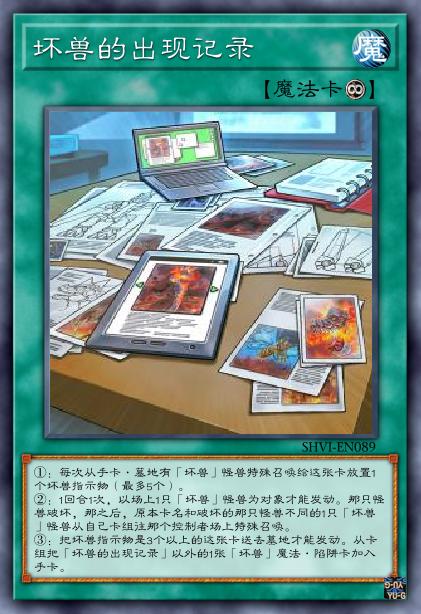 坏兽的出现记录
魔
【魔法卡♾】
SHVI-EN089
①：每次从手卡·墓地有「坏兽」怪兽特殊召唤给这张卡放置1
个坏兽指示物（最多5个）。
②：1回合1次，以场上1只「坏兽」怪兽为对象才能发动。那只怪
兽破坏，那之后，原本卡名和破坏的那只怪兽不同的1只「坏
兽」怪兽从自己卡组往那个控制者场上特殊召唤。
③：把坏兽指示物是3个以上的这张卡送去墓地才能发动。从卡
组把「坏兽的出现记录」以外的1张「坏兽」魔法·陷阱卡加入
手卡。